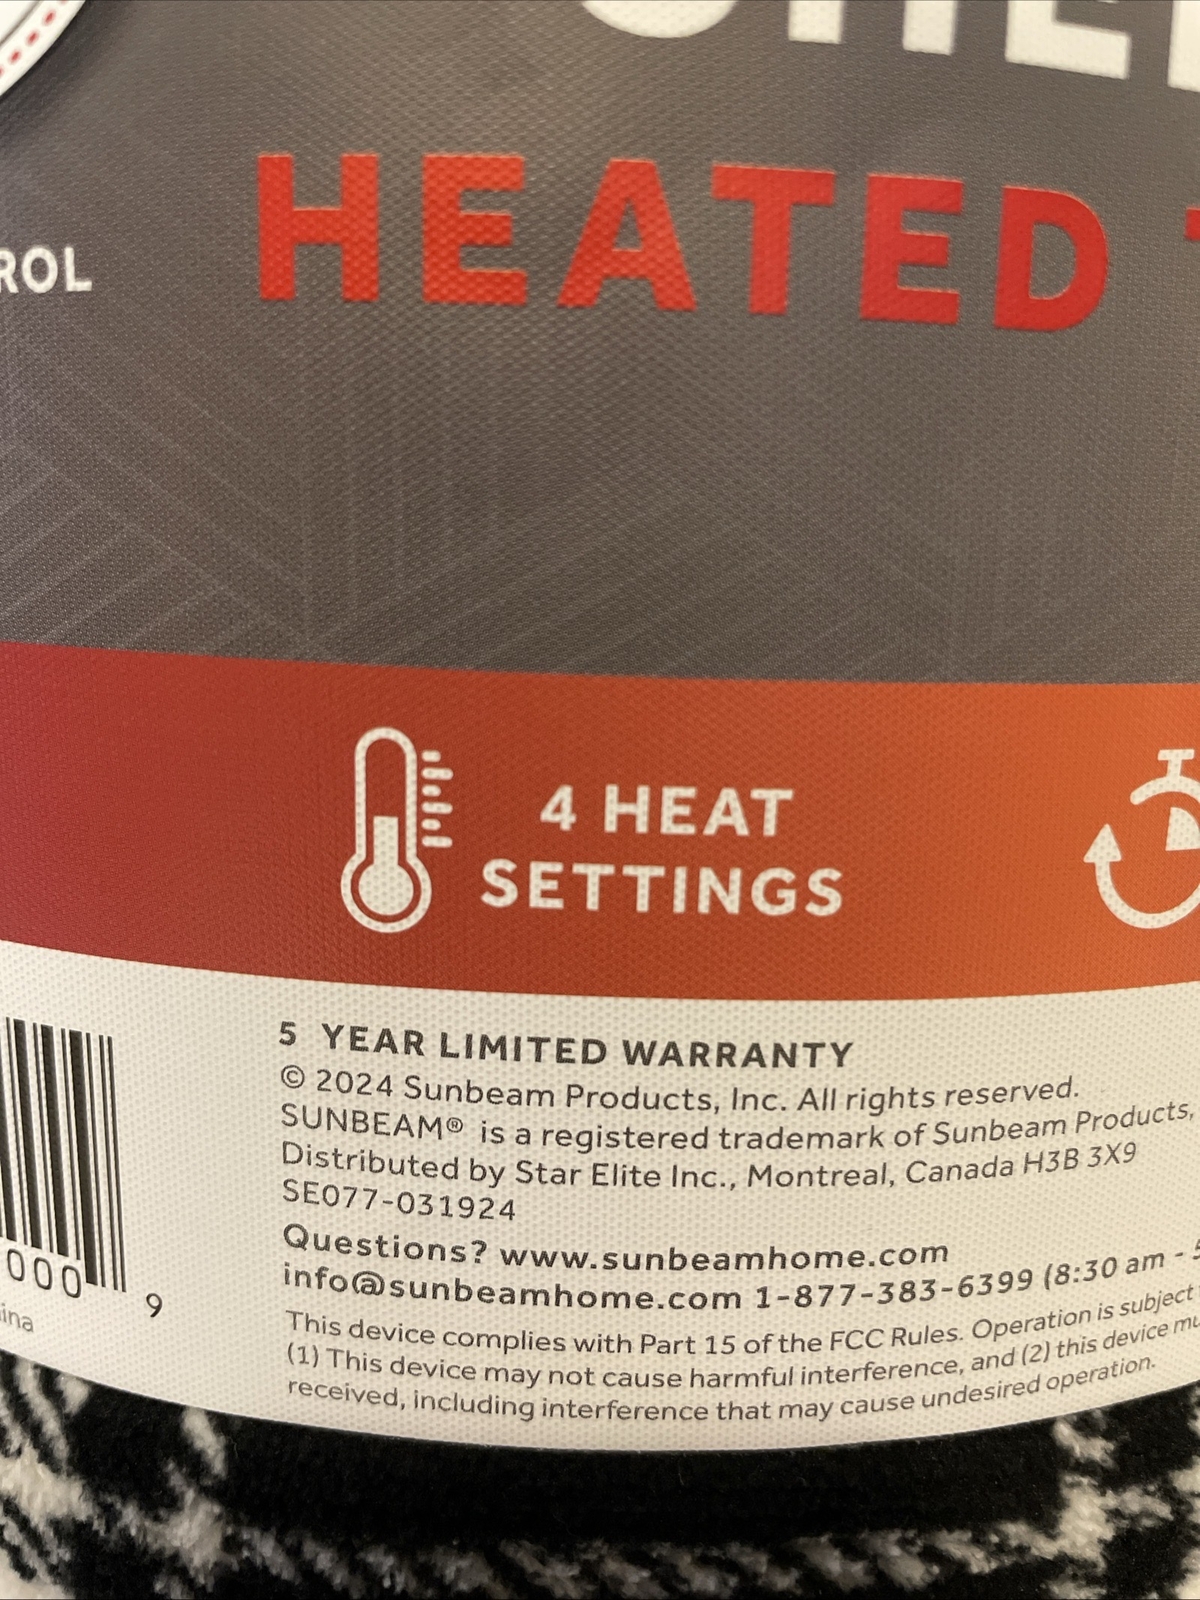 HEATED
ROL
4 HEAT
SETTINGS
5 YEAR LIMITED WARRANTY
© 2024 Sunbeam Products, Inc. All rights reserved.
SUNBEAM® is a registered trademark of Sunbeam Products,
Distributed by Star Elite Inc., Montreal, Canada H3B 3X9
SE077-031924
Questions? www.sunbeamhome.com
info@sunbeamhome.com 1-877-383-6399 (8:30 am - 5
This device complies with Part 15 of the FCC Rules. Operation is subject
(1) This device may not cause harmful interference, and (2) this device mu
received, including interference that may cause undesired operation.
000 9
ina